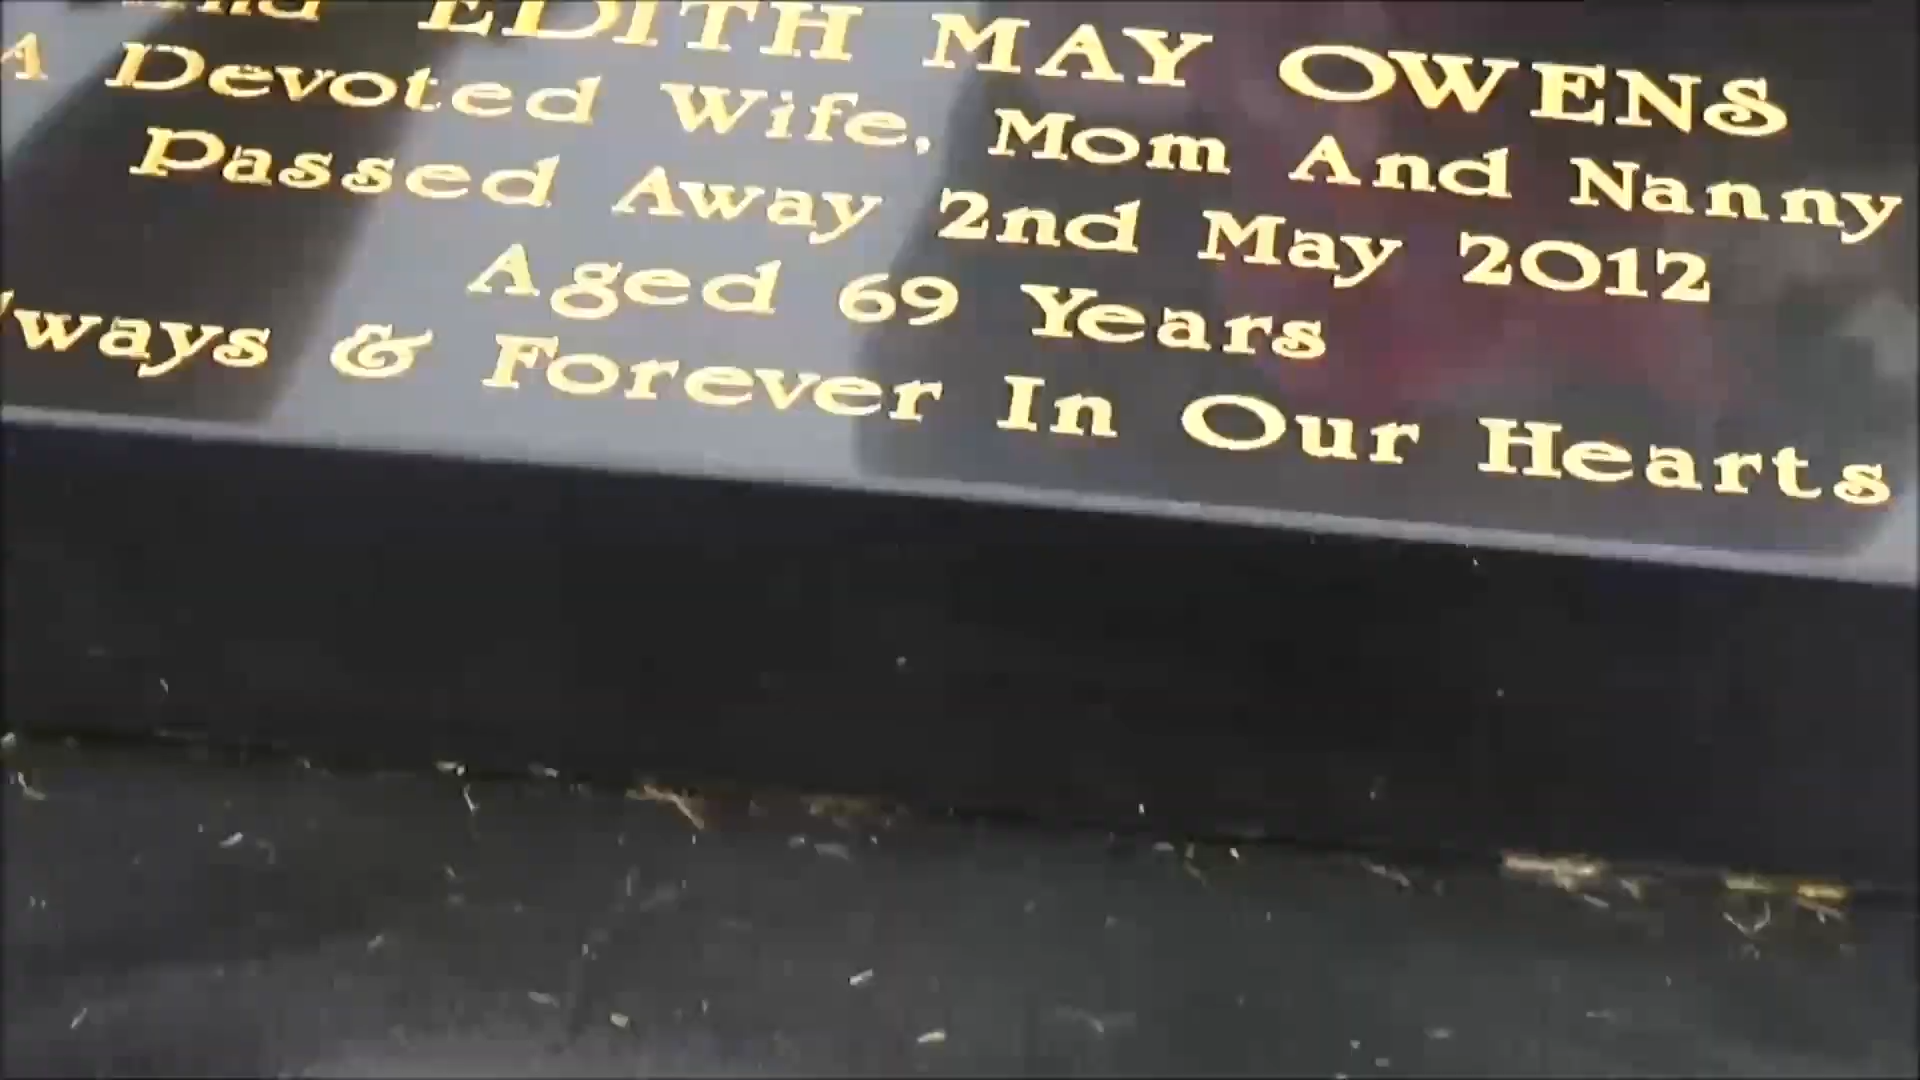 and EDITH MAY OWENS
A Devoted Wife, Mom And Nanny
Passed Away 2nd May 2012
Aged 69 Years
& Forever In Our Hearts